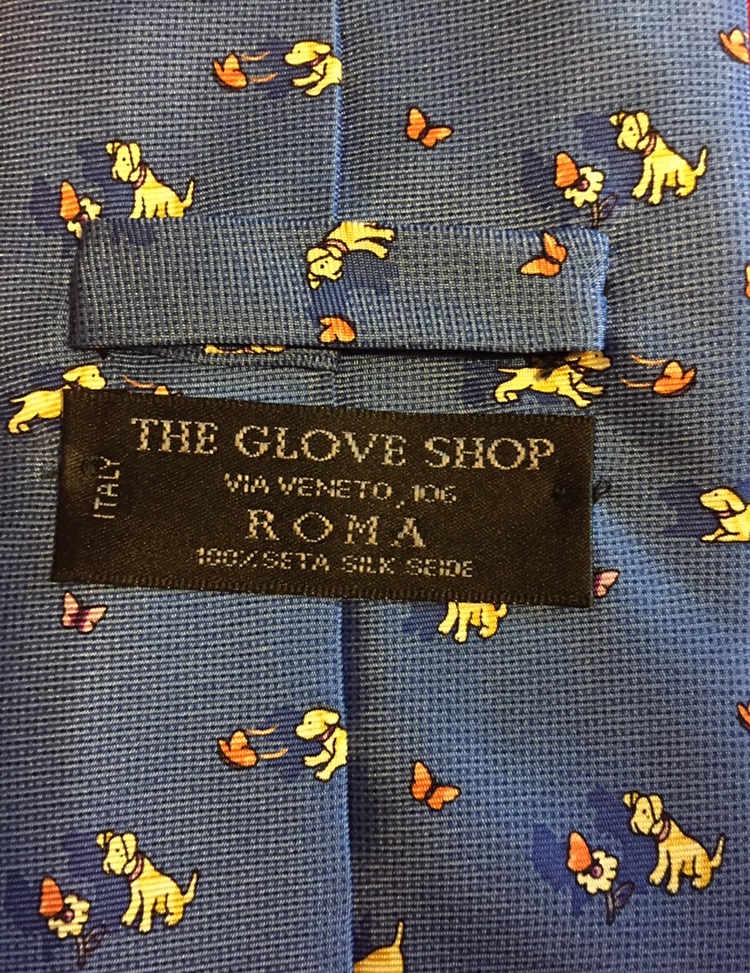 THE GLOVE SHOP
VIA VENETO, 106
ROMA
100% SETA SILK SEIDE
ITALY